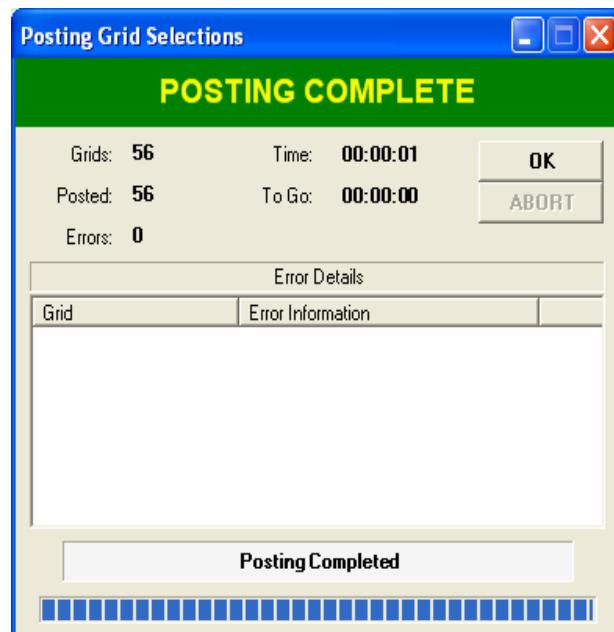 Posting Grid Selections
POSTING COMPLETE
Grids: 56 Time: 00:00:01 OK
Posted: 56 To Go: 00:00:00 ABORT
Errors: 0
Error Details
Grid Error Information
Posting Completed